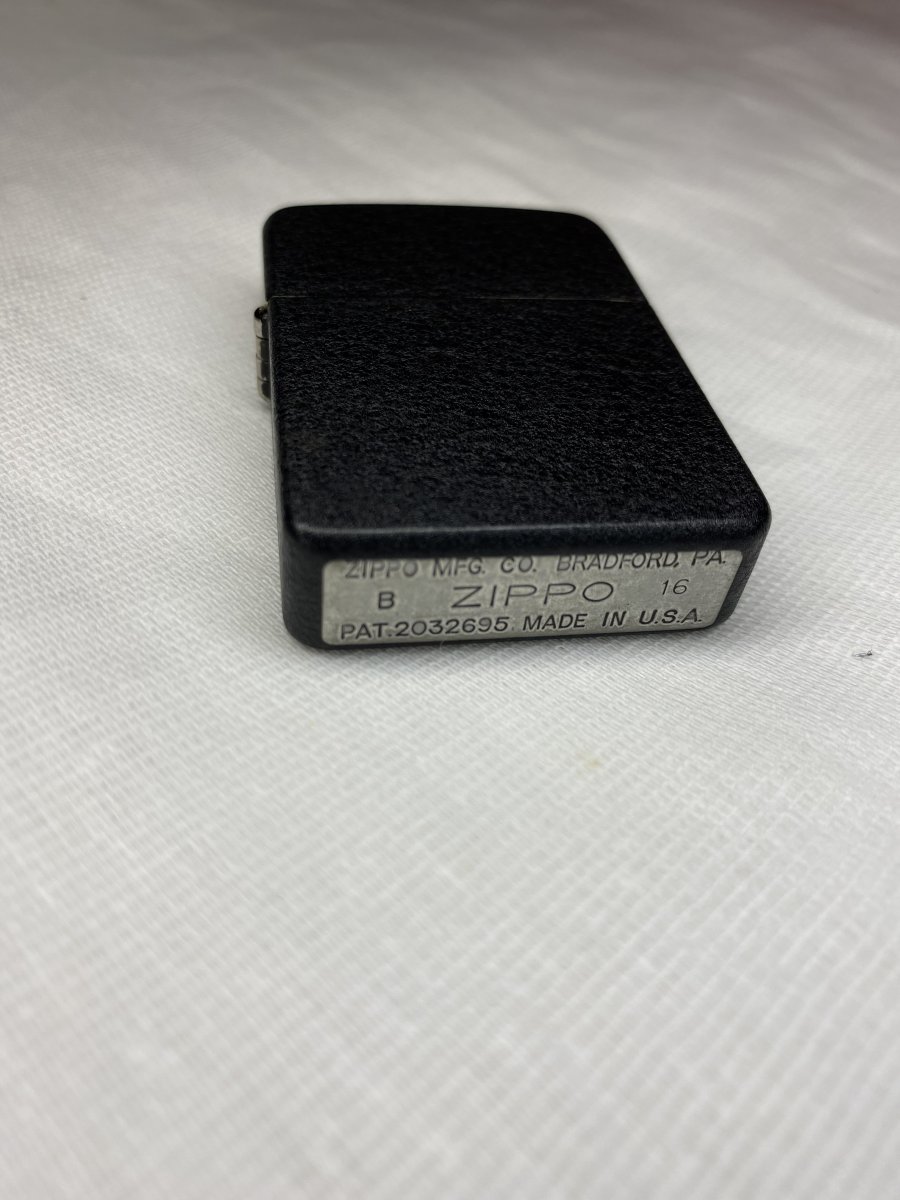 ZIPPO MFG. CO. BRADFORD, PA.
B ZIPPO 16
PAT.2032695 MADE IN U.S.A.